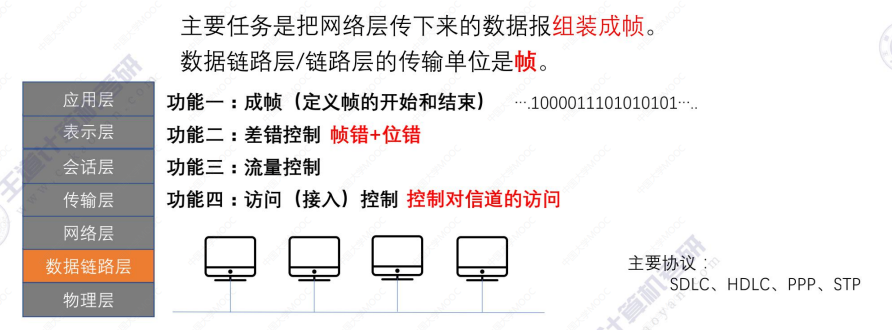 主要任务是把网络层传下来的数据报组装成帧。
数据链路层/链路层的传输单位是帧。
应用层
表示层
会话层
传输层
网络层
数据链路层
物理层
功能一：成帧（定义帧的开始和结束） ….1000011101010101…..
功能二：差错控制 帧错+位错
功能三：流量控制
功能四：访问（接入）控制 控制对信道的访问
主要协议：
SDLC、HDLC、PPP、STP